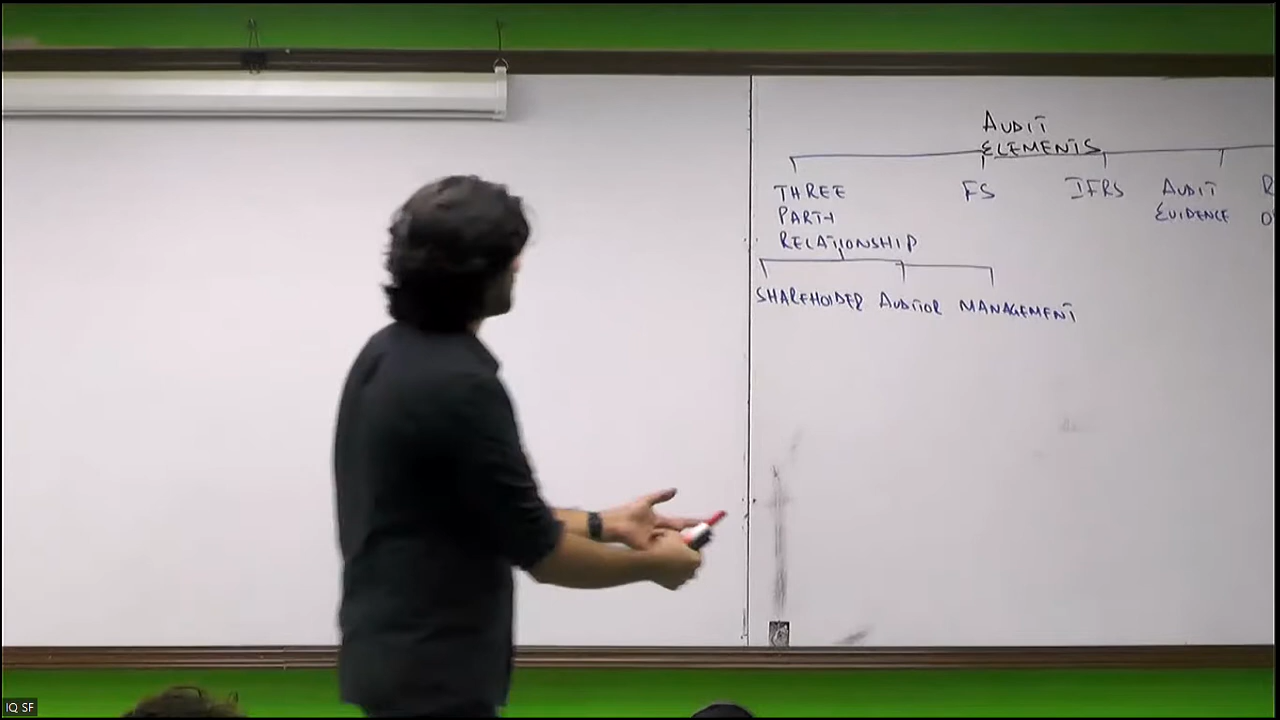 AUDIT
ELEMENTS
THREE
PARTY
RELATIONSHIP
FS
IFRS
AUDIT
EVIDENCE
SHAREHOLDER AUDITOR MANAGEMENT
IQ SF